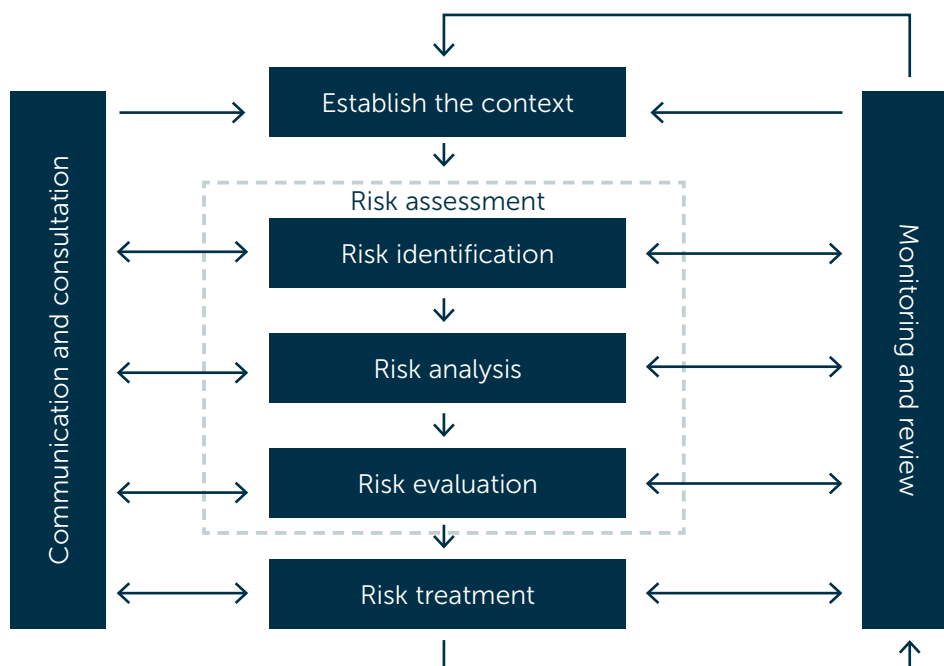 Establish the context
Communication and consultation
Risk assessment
Risk identification
Monitoring and review
Risk analysis
Risk evaluation
Risk treatment